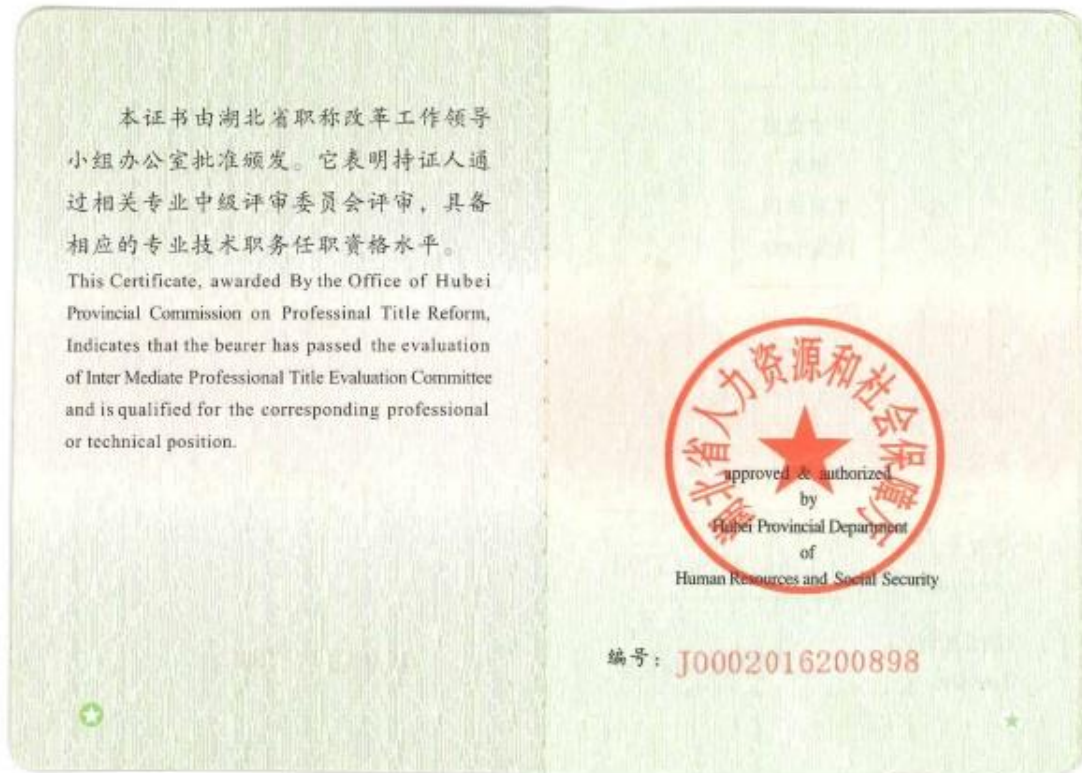 本证书由湖北省职称改革工作领导
小组办公室批准颁发。它表明持证人通
过相关专业中级评审委员会评审，具备
相应的专业技术职务任职资格水平。
This Certificate, awarded By the Office of Hubei
Provincial Commission on Professinal Title Reform,
Indicates that the bearer has passed the evaluation
of Inter Mediate Professional Title Evaluation Committee
and is qualified for the corresponding professional
or technical position.
湖北省人力资源和社会保障厅
approved & authorized
by
Hubei Provincial Department
of
Human Resources and Social Security
编号：J0002016200898